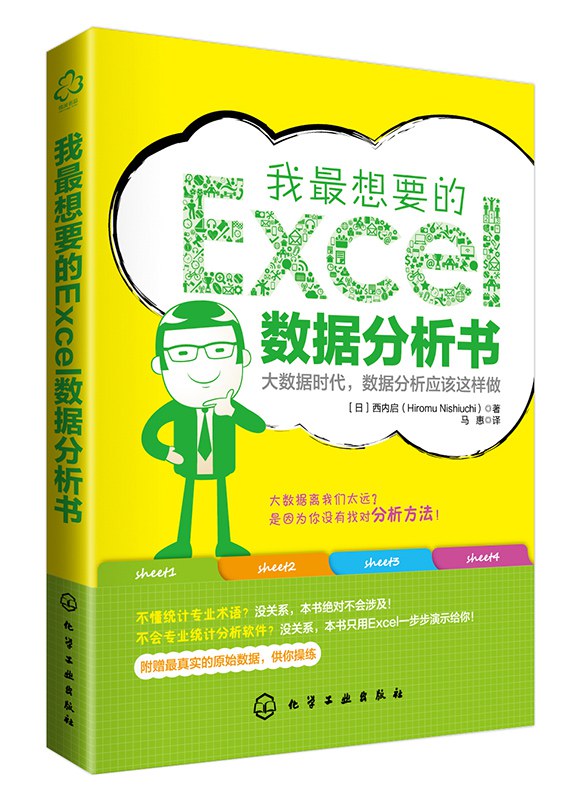 我最想要的Excel数据分析书
我最想要的
Excel
数据分析书
大数据时代，数据分析应该这样做
［日］西内启（Hiromu Nishiuchi）著
马 惠 译
大数据离我们太远？
是因为你没有找对分析方法！
sheet1
sheet2
sheet3
sheet4
不懂统计专业术语？没关系，本书绝对不会涉及！
不会专业统计分析软件？没关系，本书只用Excel一步步演示给你！
附赠最真实的原始数据，供你操练
化学工业出版社